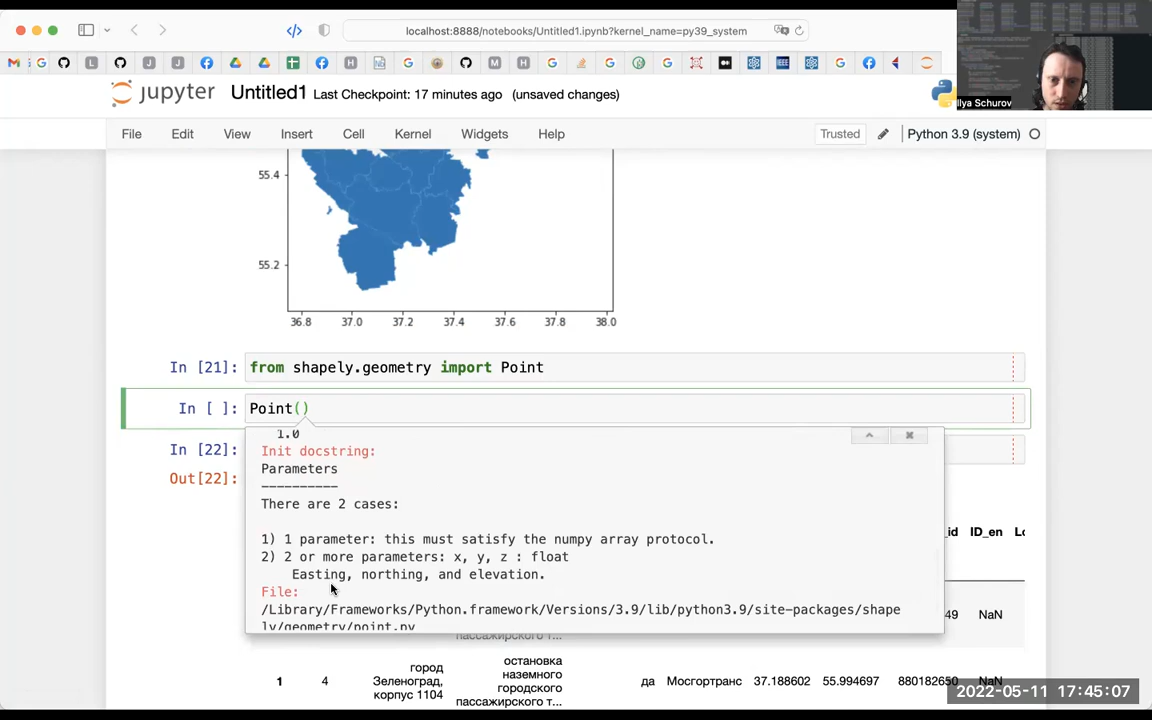 localhost:8888/notebooks/Untitled1.ipynb?kernel_name=py39_system
jupyter Untitled1 Last Checkpoint: 17 minutes ago (unsaved changes)
Ilya Schurov
File Edit View Insert Cell Kernel Widgets Help Trusted Python 3.9 (system)
55.4
55.2
36.8 37.0 37.2 37.4 37.6 37.8 38.0
In [21]: from shapely.geometry import Point
In [ ]: Point()
1.0
In [22]:
Init docstring:
Parameters
----------
Out[22]:
There are 2 cases:
_id ID_en Lo
1) 1 parameter: this must satisfy the numpy array protocol.
2) 2 or more parameters: x, y, z : float
Easting, northing, and elevation.
File:
/Library/Frameworks/Python.framework/Versions/3.9/lib/python3.9/site-packages/shape
49 NaN
ly/geometry/point.py
пассажирского т...
город
Зеленоград,
корпус 1104
остановка
наземного
городского
пассажирского т...
1 4 да Мосгортранс 37.188602 55.994697 880182650 NaN
2022-05-11 17:45:07